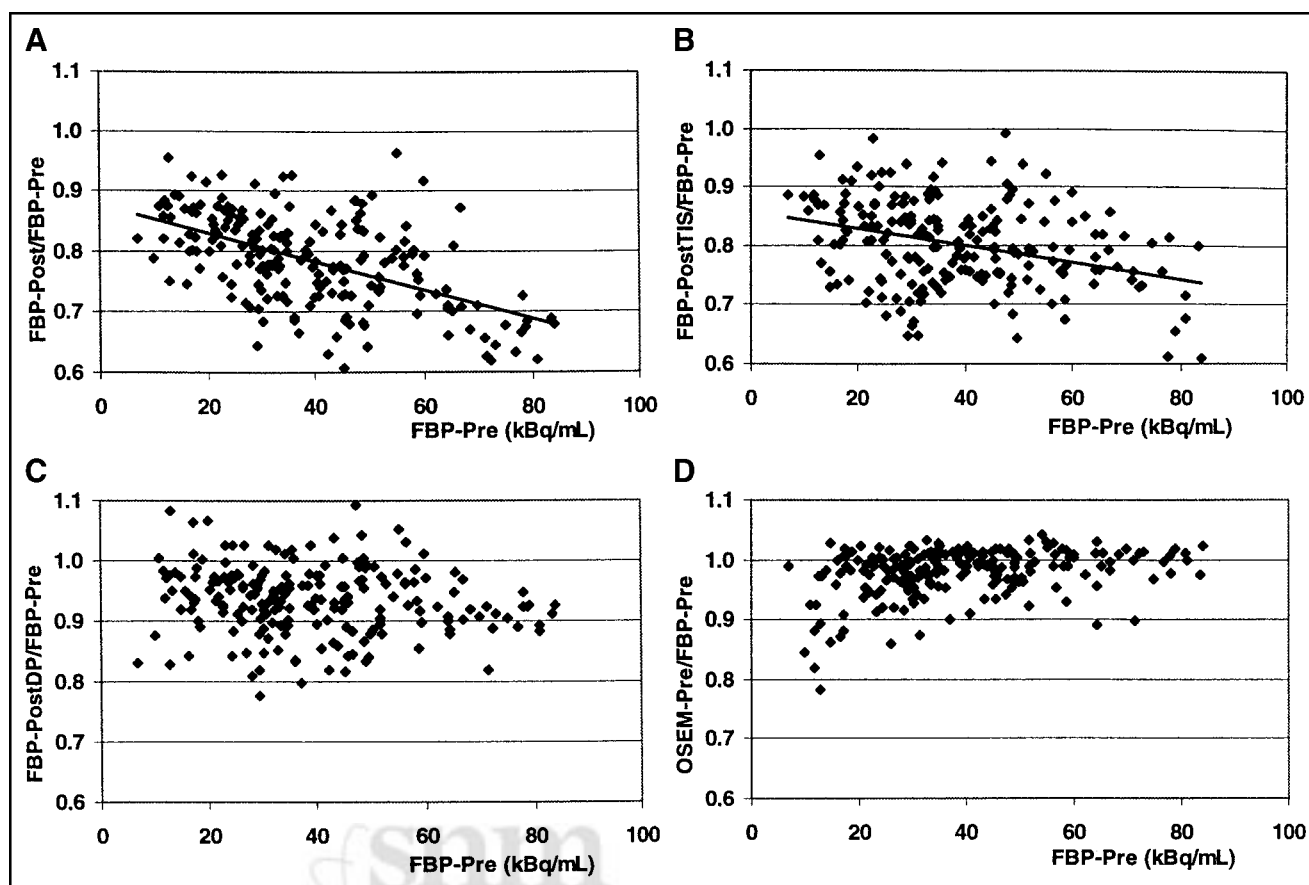 A
1.1
1.0
0.9
0.8
0.7
0.6
FBP-Post/FBP-Pre
0 20 40 60 80 100
FBP-Pre (kBq/mL)
B
1.1
1.0
0.9
0.8
0.7
0.6
FBP-PostTIS/FBP-Pre
0 20 40 60 80 100
FBP-Pre (kBq/mL)
C
1.1
1.0
0.9
0.8
0.7
0.6
FBP-PostDP/FBP-Pre
0 20 40 60 80 100
FBP-Pre (kBq/mL)
D
1.1
1.0
0.9
0.8
0.7
0.6
OSEM-Pre/FBP-Pre
0 20 40 60 80 100
FBP-Pre (kBq/mL)
snm